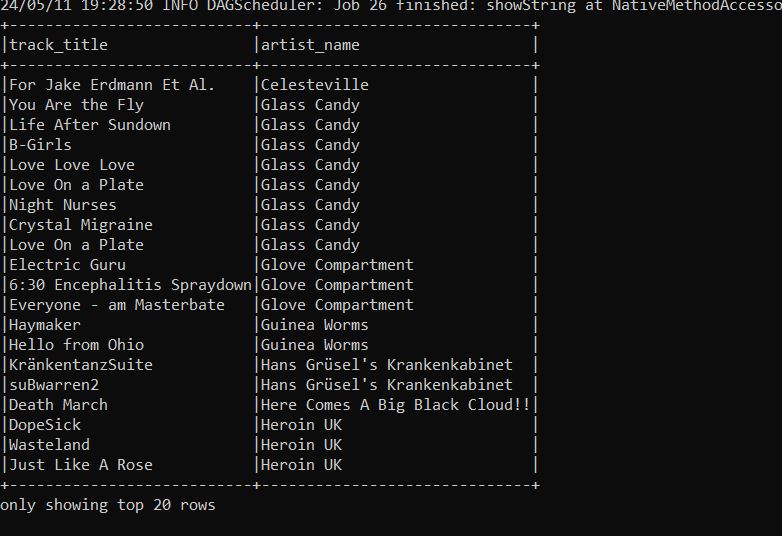 24/05/11 19:28:50 INFO DAGScheduler: Job 26 finished: showString at NativeMethodAccesso
+-------------------------+-----------------------------+
|track_title              |artist_name                  |
+-------------------------+-----------------------------+
|For Jake Erdmann Et Al.  |Celesteville                 |
|You Are the Fly          |Glass Candy                  |
|Life After Sundown       |Glass Candy                  |
|B-Girls                  |Glass Candy                  |
|Love Love Love           |Glass Candy                  |
|Love On a Plate          |Glass Candy                  |
|Night Nurses             |Glass Candy                  |
|Crystal Migraine         |Glass Candy                  |
|Love On a Plate          |Glass Candy                  |
|Electric Guru            |Glove Compartment            |
|6:30 Encephalitis Spraydown|Glove Compartment            |
|Everyone - am Masterbate |Glove Compartment            |
|Haymaker                 |Guinea Worms                 |
|Hello from Ohio          |Guinea Worms                 |
|KränkentanzSuite         |Hans Grüsel's Krankenkabinet |
|suBwarren2               |Hans Grüsel's Krankenkabinet |
|Death March              |Here Comes A Big Black Cloud!!|
|DopeSick                 |Heroin UK                    |
|Wasteland                |Heroin UK                    |
|Just Like A Rose         |Heroin UK                    |
+-------------------------+-----------------------------+
only showing top 20 rows